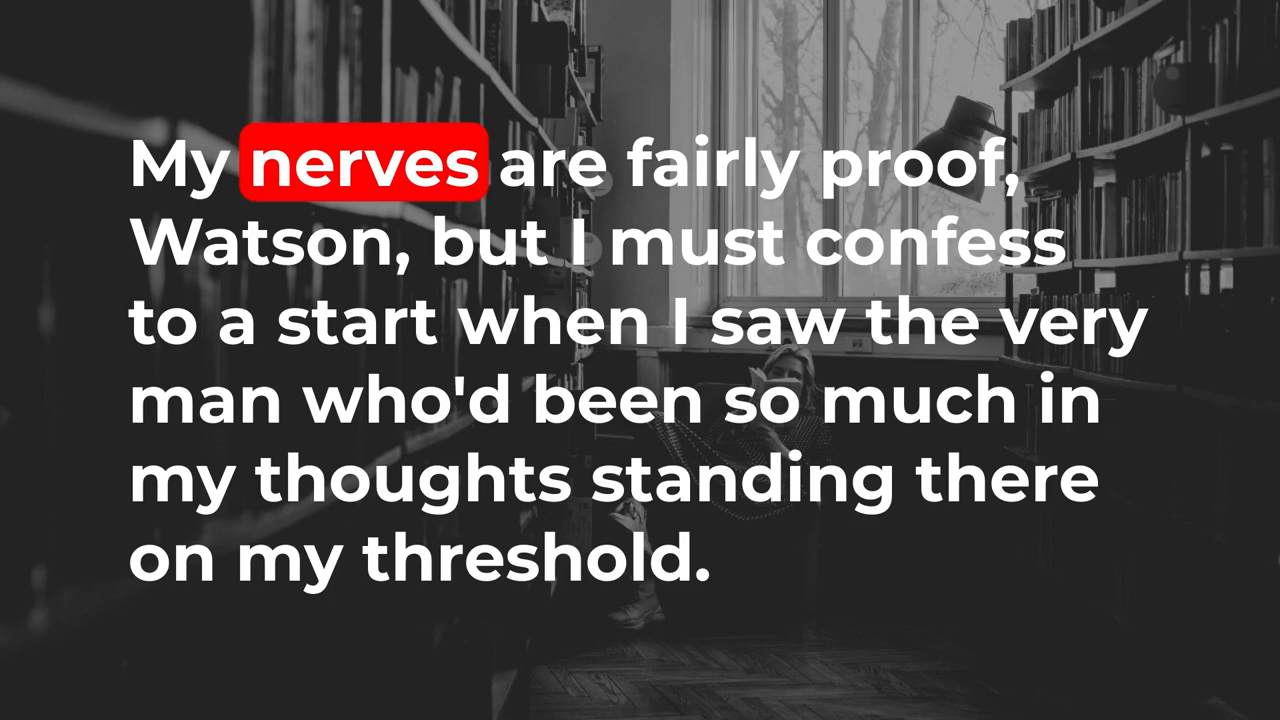 My nerves are fairly proof,
Watson, but I must confess
to a start when I saw the very
man who'd been so much in
my thoughts standing there
on my threshold.